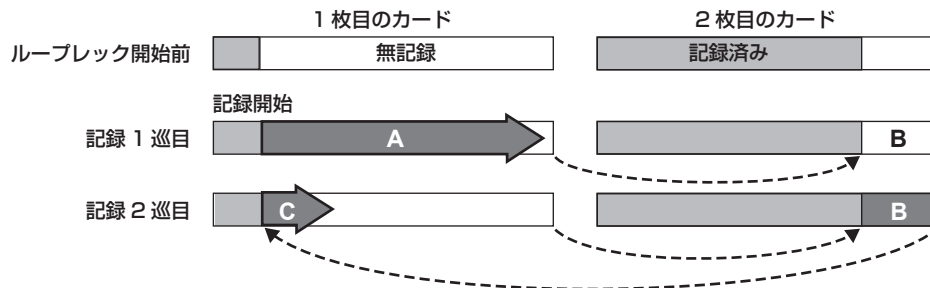 1 枚目のカード
2 枚目のカード
ループレック開始前
無記録
記録済み
記録開始
記録 1 巡目
A
B
記録 2 巡目
C
B